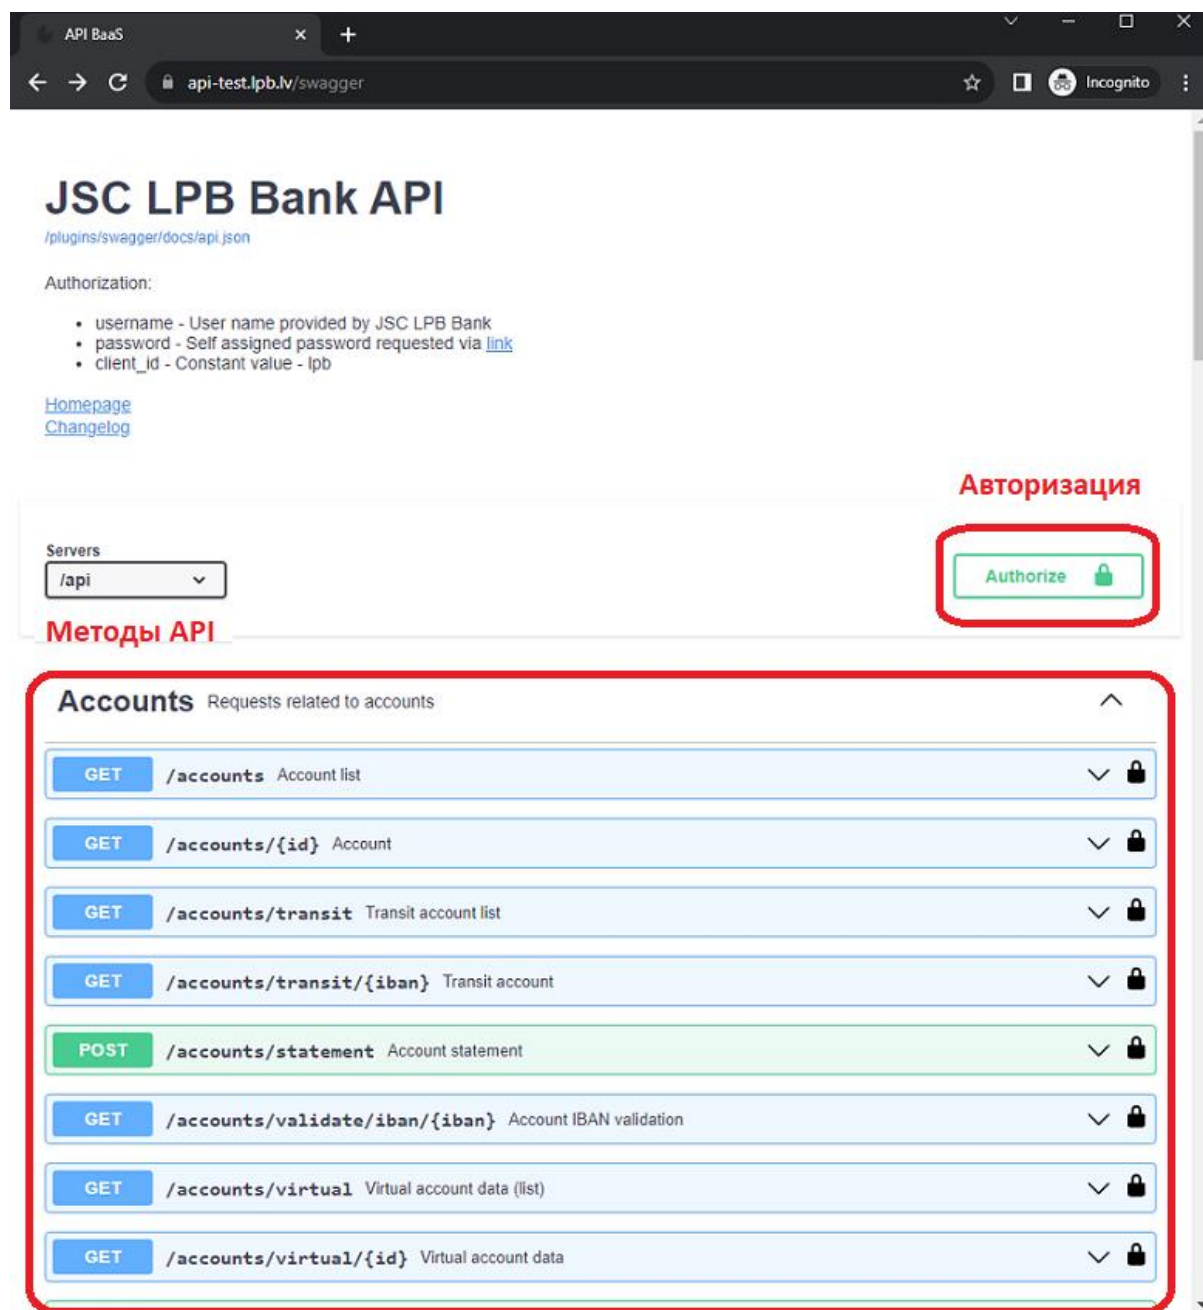 API BaaS
api-test.lpb.lv/swagger
Incognito
JSC LPB Bank API
/plugins/swagger/docs/api.json
Authorization:
username - User name provided by JSC LPB Bank
password - Self assigned password requested via link
client_id - Constant value - lpb
Homepage
Changelog
Авторизация
Servers
/api
Authorize
Методы API
Accounts Requests related to accounts
GET /accounts Account list
GET /accounts/{id} Account
GET /accounts/transit Transit account list
GET /accounts/transit/{iban} Transit account
POST /accounts/statement Account statement
GET /accounts/validate/iban/{iban} Account IBAN validation
GET /accounts/virtual Virtual account data (list)
GET /accounts/virtual/{id} Virtual account data